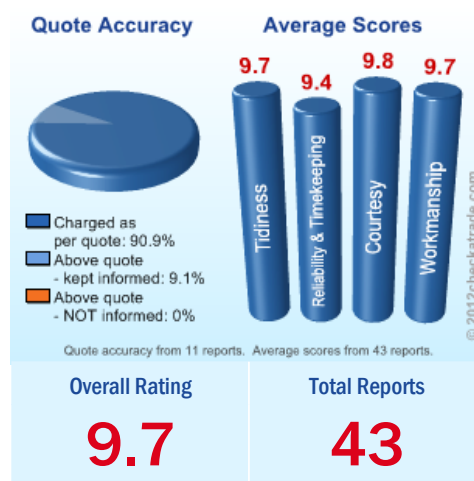 Quote Accuracy
Average Scores
9.7
9.4
9.8
9.7
Tidiness
Reliability & Timekeeping
Courtesy
Workmanship
Charged as
per quote: 90.9%
Above quote
- kept informed: 9.1%
Above quote
- NOT informed: 0%
© 2012checkatrade.com
Quote accuracy from 11 reports. Average scores from 43 reports.
Overall Rating
Total Reports
9.7
43